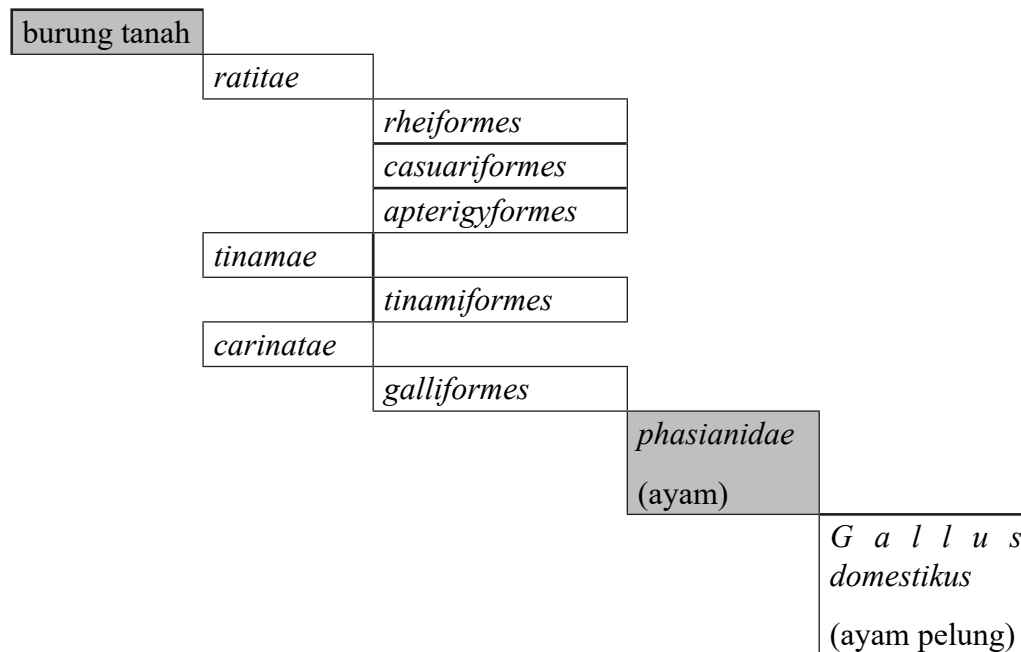 burung tanah
ratitae
rheiformes
casuariformes
apterigyformes
tinamae
tinamiformes
carinatae
galliformes
phasianidae
(ayam)
G a l l u s
domestikus
(ayam pelung)